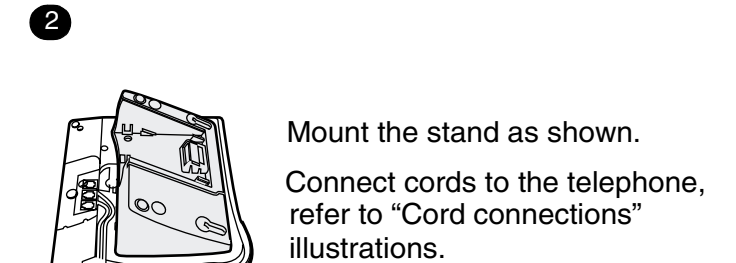 2
Mount the stand as shown.
Connect cords to the telephone,
refer to “Cord connections”
illustrations.